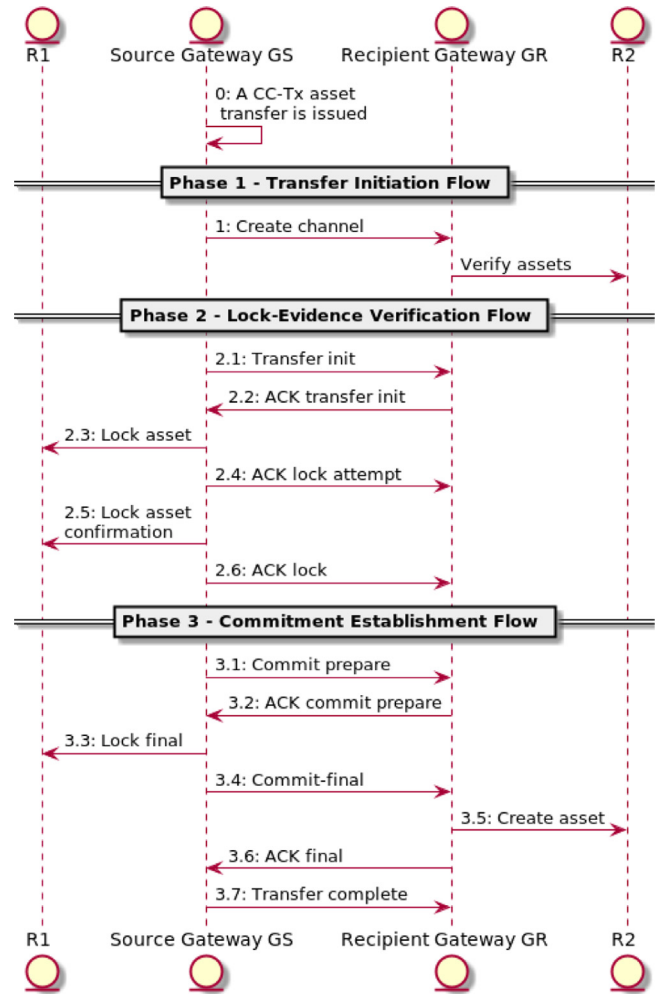 R1 Source Gateway GS Recipient Gateway GR R2
0: A CC-Tx asset
transfer is issued
Phase 1 - Transfer Initiation Flow
1: Create channel
Verify assets
Phase 2 - Lock-Evidence Verification Flow
2.1: Transfer init
2.2: ACK transfer init
2.3: Lock asset
2.4: ACK lock attempt
2.5: Lock asset
confirmation
2.6: ACK lock
Phase 3 - Commitment Establishment Flow
3.1: Commit prepare
3.2: ACK commit prepare
3.3: Lock final
3.4: Commit-final
3.5: Create asset
3.6: ACK final
3.7: Transfer complete
R1 Source Gateway GS Recipient Gateway GR R2